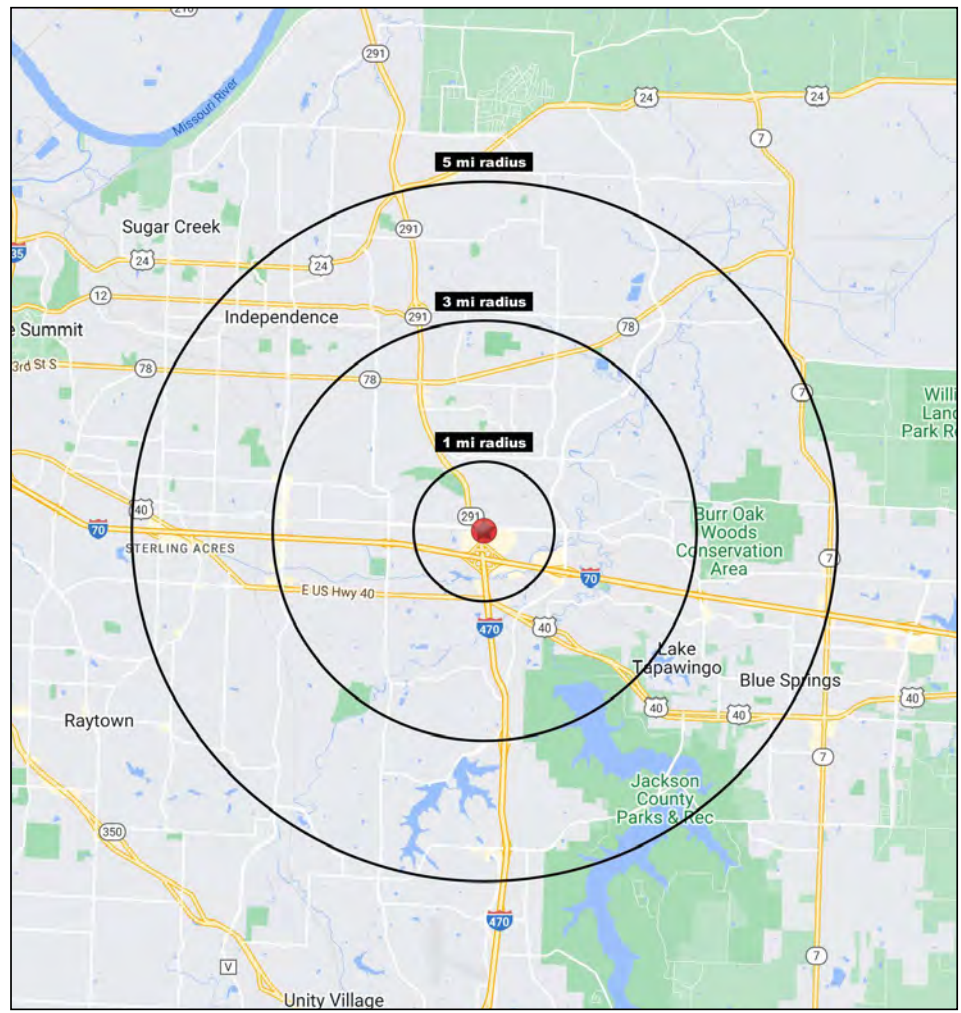 210
291
Missouri River
24
24
7
5 mi radius
Sugar Creek
291
35
24
24
12
3 mi radius
Independence
291
e Summit
78
3rd St S
78
78
7
Willi
Land
Park Re
1 mi radius
40
291
Burr Oak
Woods
Conservation
Area
70
STERLING ACRES
7
70
E US Hwy 40
470
40
Lake
Tapawingo
Blue Springs
40
40
40
Raytown
7
Jackson
County
Parks & Rec
350
470
7
V
Unity Village